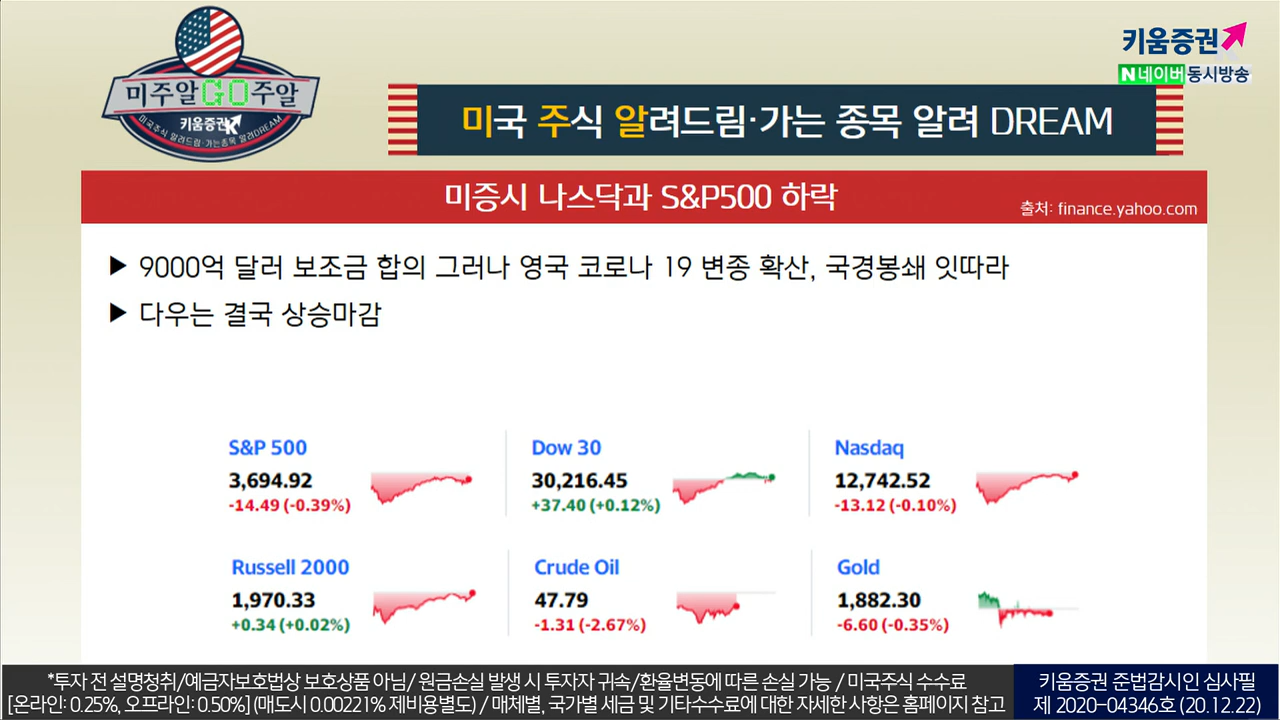 미주알GO주알
키움증권
미국주식 알려드림·가는종목 알려DREAM
키움증권
N네이버 동시방송
미국 주식 알려드림·가는 종목 알려 DREAM
미증시 나스닥과 S&P500 하락
출처: finance.yahoo.com
▶ 9000억 달러 보조금 합의 그러나 영국 코로나 19 변종 확산, 국경봉쇄 잇따라
▶ 다우는 결국 상승마감
S&P 500
3,694.92
-14.49 (-0.39%)
Dow 30
30,216.45
+37.40 (+0.12%)
Nasdaq
12,742.52
-13.12 (-0.10%)
Russell 2000
1,970.33
+0.34 (+0.02%)
Crude Oil
47.79
-1.31 (-2.67%)
Gold
1,882.30
-6.60 (-0.35%)
*투자 전 설명청취/예금자보호법상 보호상품 아님/ 원금손실 발생 시 투자자 귀속/환율변동에 따른 손실 가능 / 미국주식 수수료
[온라인: 0.25%, 오프라인: 0.50%] (매도시 0.00221% 제비용별도) / 매체별, 국가별 세금 및 기타수수료에 대한 자세한 사항은 홈페이지 참고
키움증권 준법감시인 심사필
제 2020-04346호 (20.12.22)